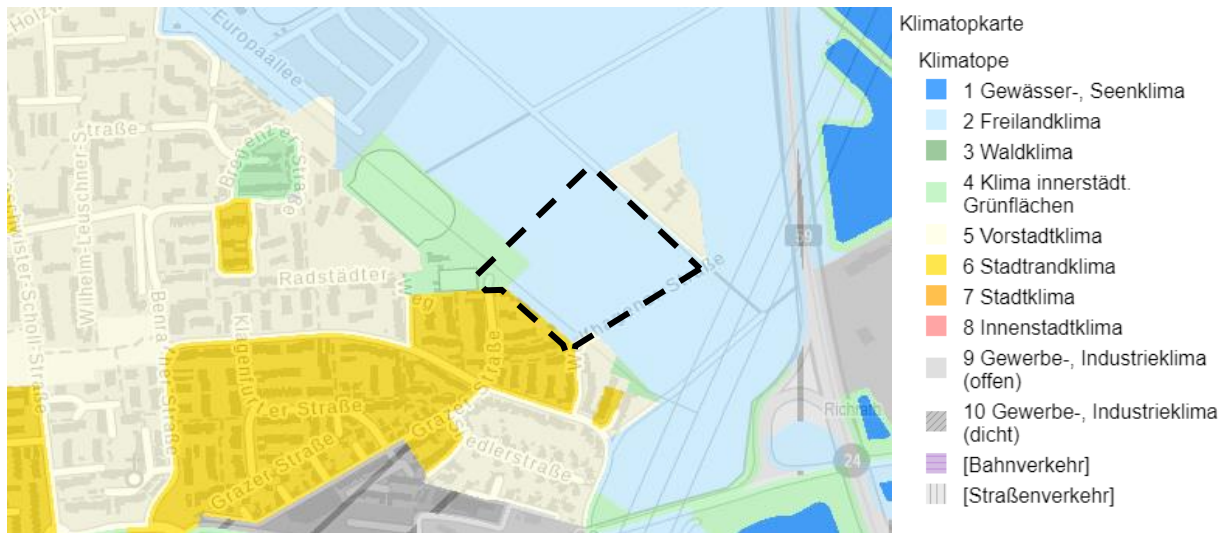 Europaallee
Bregenzer Straße
Wilhelm-Leuschner-Straße
Geschwister-Scholl-Straße
Radstädter Weg
Klagenfurter Straße
Grazer Straße
Grazer Straße
59
Richrath
24
Klimatopkarte
Klimatope
1 Gewässer-, Seenklima
2 Freilandklima
3 Waldklima
4 Klima innerstädt.
Grünflächen
5 Vorstadtklima
6 Stadtrandklima
7 Stadtklima
8 Innenstadtklima
9 Gewerbe-, Industrieklima
(offen)
10 Gewerbe-, Industrieklima
(dicht)
[Bahnverkehr]
[Straßenverkehr]